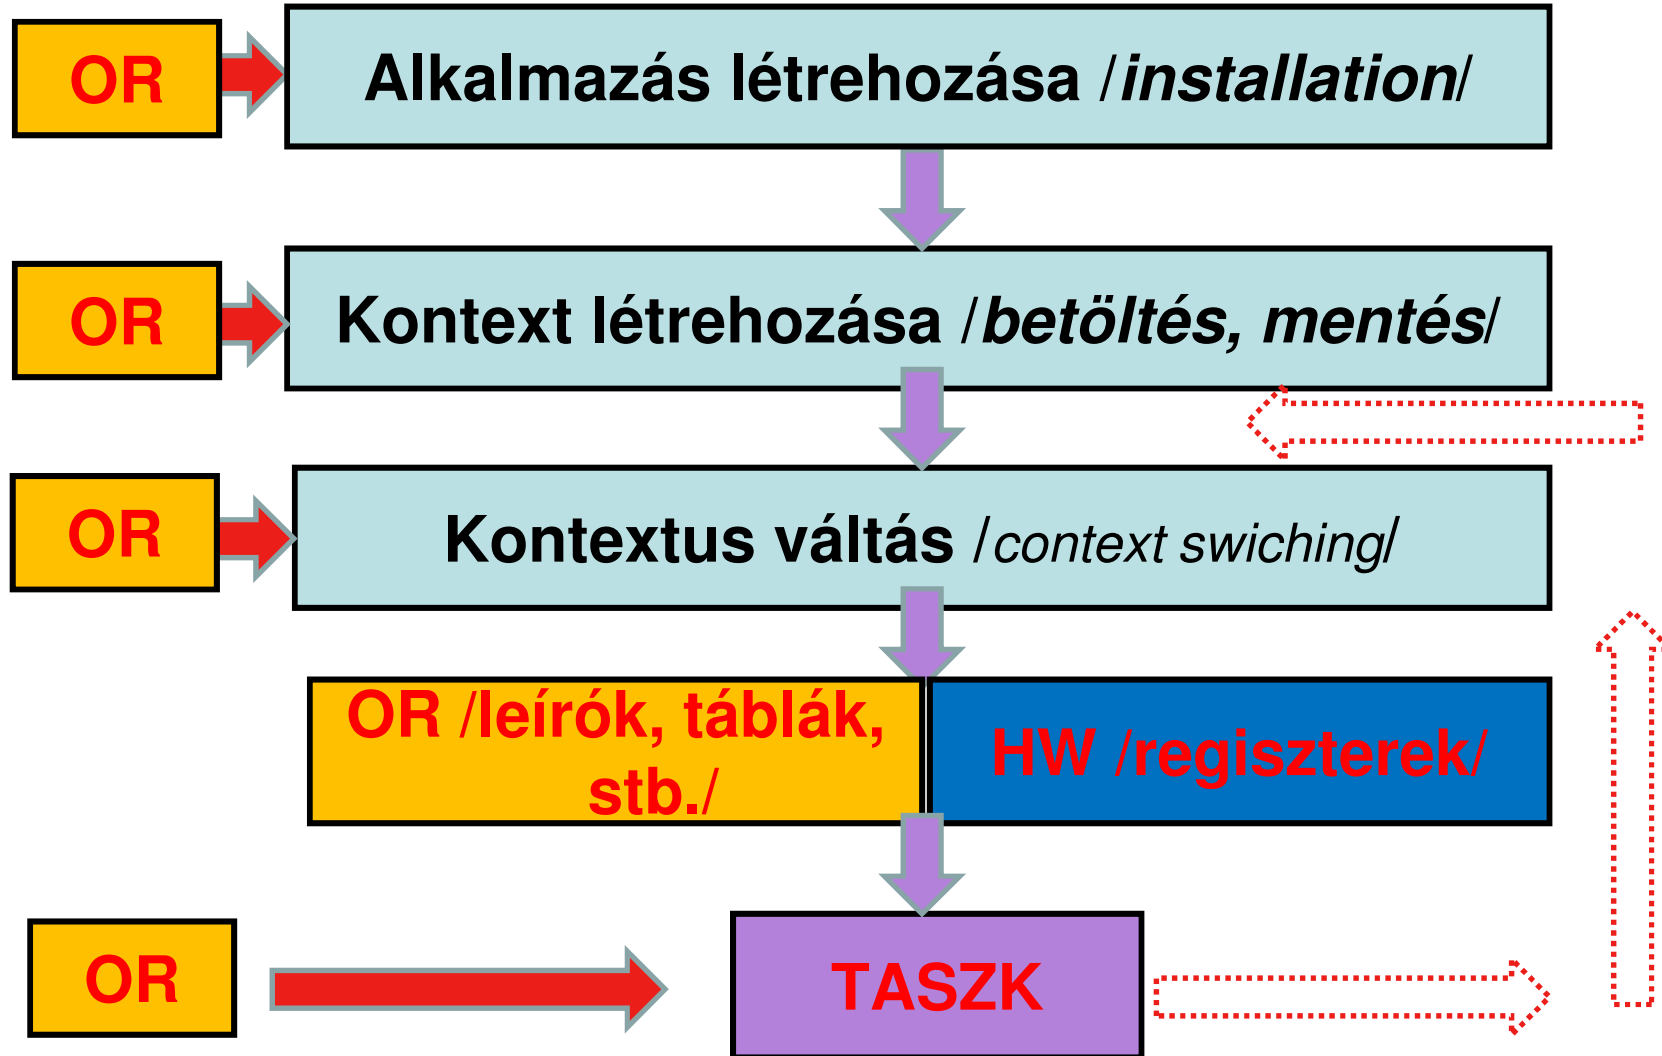 OR
Alkalmazás létrehozása /installation/
OR
Kontext létrehozása /betöltés, mentés/
OR
Kontextus váltás /context swiching/
OR /leírók, táblák,
stb./
HW /regiszterek/
OR
TASZK